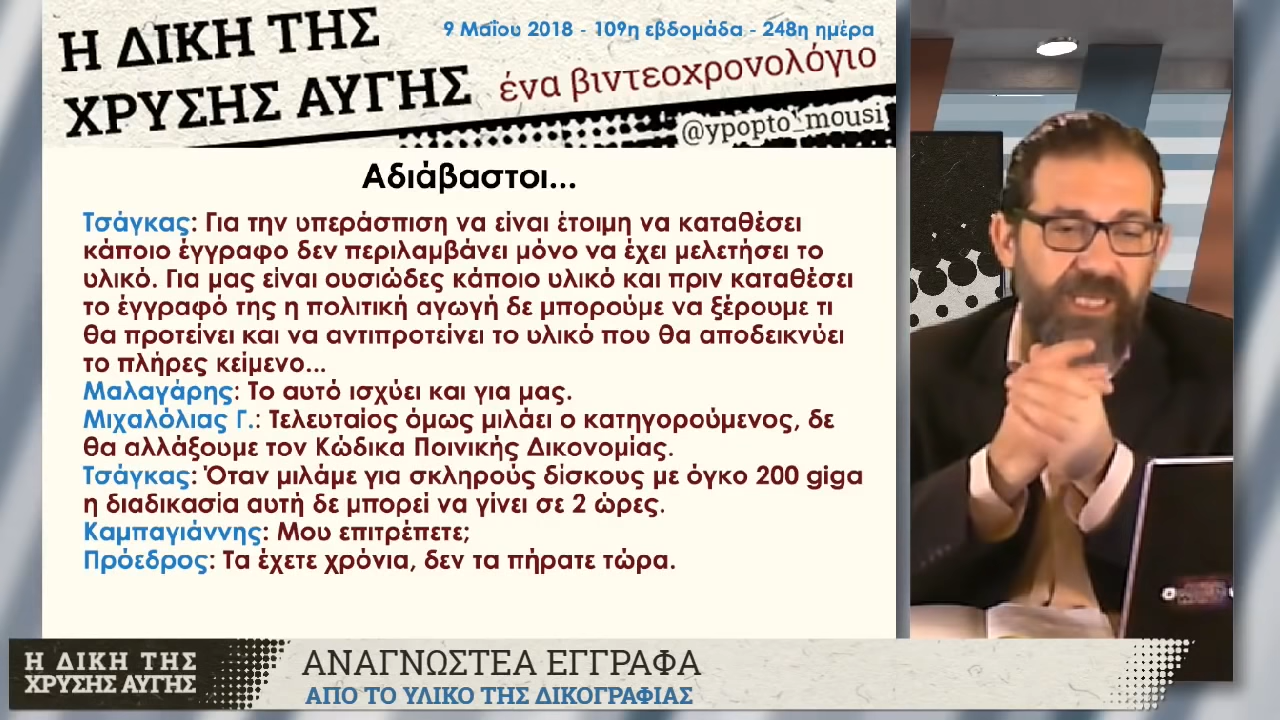 Η ΔΙΚΗ ΤΗΣ
ΧΡΥΣΗΣ ΑΥΓΗΣ
9 Μαΐου 2018 - 109η εβδομάδα - 248η ημέρα
ένα βιντεοχρονολόγιο
@ypopto_mousi
Αδιάβαστοι...
Τσάγκας: Για την υπεράσπιση να είναι έτοιμη να καταθέσει
κάποιο έγγραφο δεν περιλαμβάνει μόνο να έχει μελετήσει το
υλικό. Για μας είναι ουσιώδες κάποιο υλικό και πριν καταθέσει
το έγγραφό της η πολιτική αγωγή δε μπορούμε να ξέρουμε τι
θα προτείνει και να αντιπροτείνει το υλικό που θα αποδεικνύει
το πλήρες κείμενο...
Μαλαγάρης: Το αυτό ισχύει και για μας.
Μιχαλόλιας Γ.: Τελευταίος όμως μιλάει ο κατηγορούμενος, δε
θα αλλάξουμε τον Κώδικα Ποινικής Δικονομίας.
Τσάγκας: Όταν μιλάμε για σκληρούς δίσκους με όγκο 200 giga
η διαδικασία αυτή δε μπορεί να γίνει σε 2 ώρες.
Καμπαγιάννης: Μου επιτρέπετε;
Πρόεδρος: Τα έχετε χρόνια, δεν τα πήρατε τώρα.
Η ΔΙΚΗ ΤΗΣ
ΧΡΥΣΗΣ ΑΥΓΗΣ
ΑΝΑΓΝΩΣΤΕΑ ΕΓΓΡΑΦΑ
ΑΠΟ ΤΟ ΥΛΙΚΟ ΤΗΣ ΔΙΚΟΓΡΑΦΙΑΣ